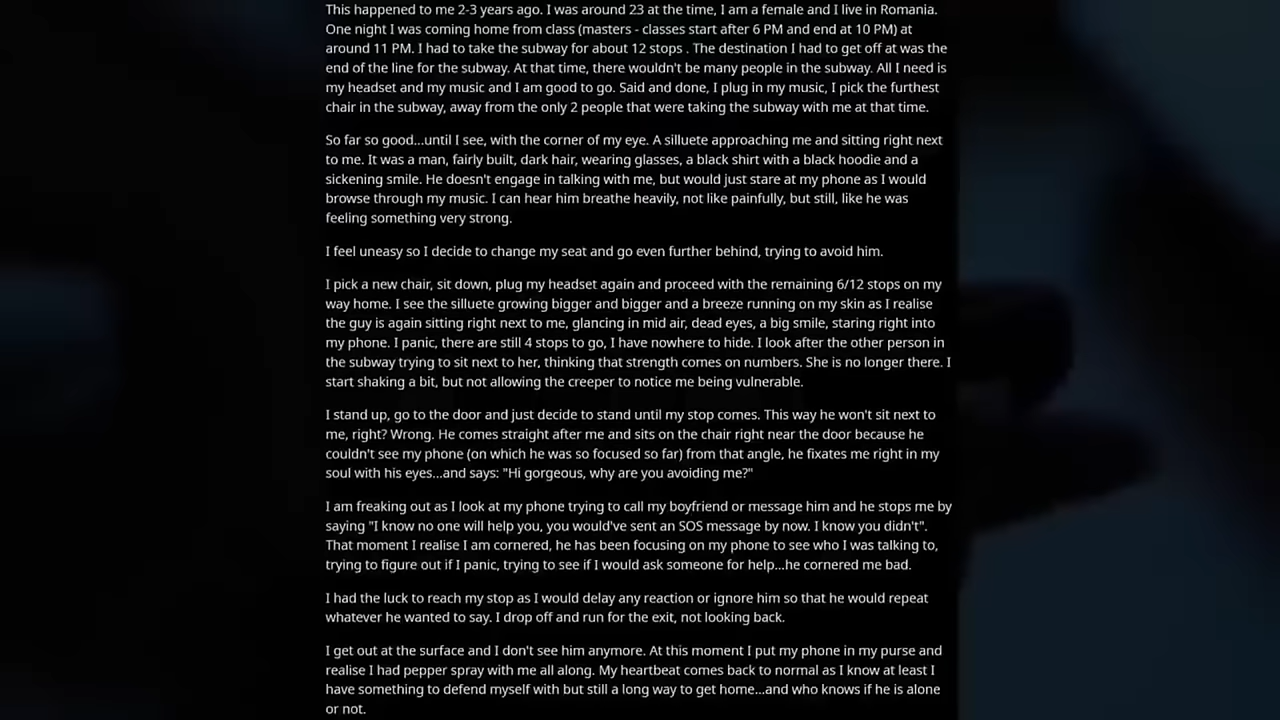 This happened to me 2-3 years ago. I was around 23 at the time, I am a female and I live in Romania.
One night I was coming home from class (masters - classes start after 6 PM and end at 10 PM) at
around 11 PM. I had to take the subway for about 12 stops . The destination I had to get off at was the
end of the line for the subway. At that time, there wouldn't be many people in the subway. All I need is
my headset and my music and I am good to go. Said and done, I plug in my music, I pick the furthest
chair in the subway, away from the only 2 people that were taking the subway with me at that time.
So far so good...until I see, with the corner of my eye. A silluete approaching me and sitting right next
to me. It was a man, fairly built, dark hair, wearing glasses, a black shirt with a black hoodie and a
sickening smile. He doesn't engage in talking with me, but would just stare at my phone as I would
browse through my music. I can hear him breathe heavily, not like painfully, but still, like he was
feeling something very strong.
I feel uneasy so I decide to change my seat and go even further behind, trying to avoid him.
I pick a new chair, sit down, plug my headset again and proceed with the remaining 6/12 stops on my
way home. I see the silluete growing bigger and bigger and a breeze running on my skin as I realise
the guy is again sitting right next to me, glancing in mid air, dead eyes, a big smile, staring right into
my phone. I panic, there are still 4 stops to go, I have nowhere to hide. I look after the other person in
the subway trying to sit next to her, thinking that strength comes on numbers. She is no longer there. I
start shaking a bit, but not allowing the creeper to notice me being vulnerable.
I stand up, go to the door and just decide to stand until my stop comes. This way he won't sit next to
me, right? Wrong. He comes straight after me and sits on the chair right near the door because he
couldn't see my phone (on which he was so focused so far) from that angle, he fixates me right in my
soul with his eyes...and says: "Hi gorgeous, why are you avoiding me?"
I am freaking out as I look at my phone trying to call my boyfriend or message him and he stops me by
saying "I know no one will help you, you would've sent an SOS message by now. I know you didn't".
That moment I realise I am cornered, he has been focusing on my phone to see who I was talking to,
trying to figure out if I panic, trying to see if I would ask someone for help...he cornered me bad.
I had the luck to reach my stop as I would delay any reaction or ignore him so that he would repeat
whatever he wanted to say. I drop off and run for the exit, not looking back.
I get out at the surface and I don't see him anymore. At this moment I put my phone in my purse and
realise I had pepper spray with me all along. My heartbeat comes back to normal as I know at least I
have something to defend myself with but still a long way to get home...and who knows if he is alone
or not.